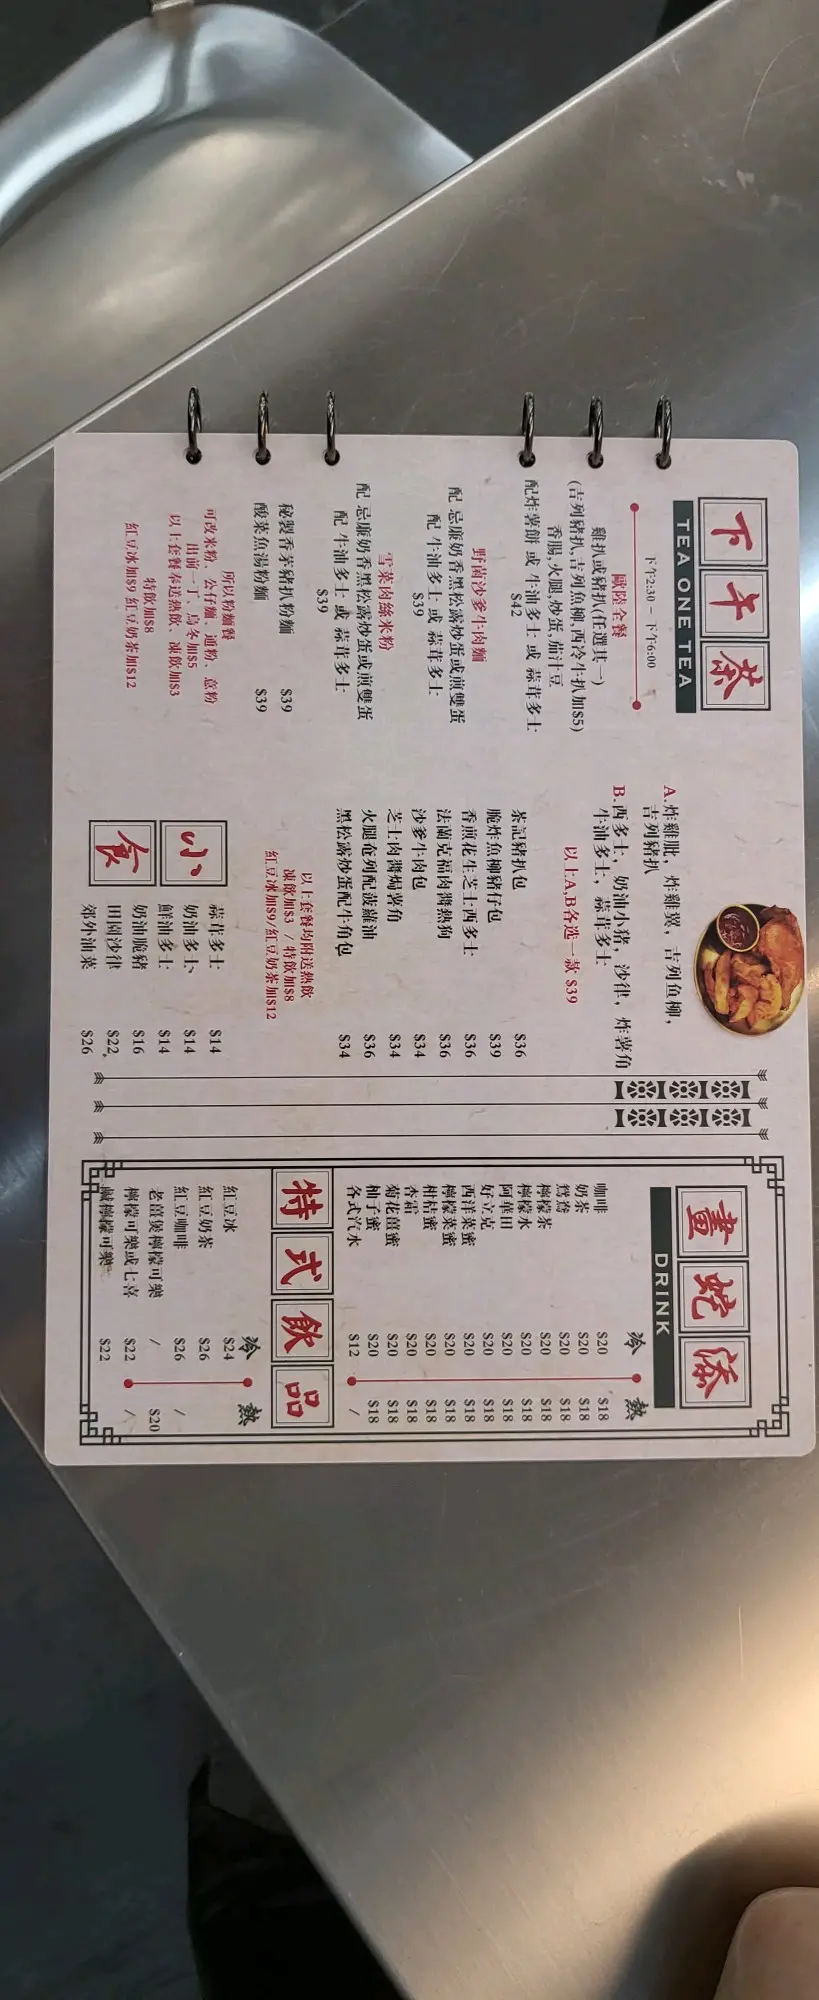 下午茶
TEA ONE TEA
下午2:30 - 下午6:00
歐陸全餐
雞扒或豬扒(任選其一)
(吉列豬扒,吉列魚柳,西冷牛扒加$5)
香腸,火腿,炒蛋,茄汁豆
配炸薯餅 或 牛油多士 或 蒜茸多士
$42
野菌沙爹牛肉麵
配 忌廉奶香黑松露炒蛋或煎雙蛋
配 牛油多士 或 蒜茸多士
$39
雪菜肉絲米粉
配 忌廉奶香黑松露炒蛋或煎雙蛋
配 牛油多士 或 蒜茸多士
$39
秘製香茅豬扒粉麵 $39
酸菜魚湯粉麵 $39
所以粉麵餐
可改米粉、公仔麵、通粉、意粉
出前一丁、烏冬加$5
以上套餐奉送熱飲、凍飲加$3
特飲加$8
紅豆冰加$9 紅豆奶茶加$12
A.炸雞肶，炸雞翼，吉列魚柳，
吉列豬扒
B.西多士，奶油小豬，沙律，炸薯角
牛油多士，蒜茸多士
以上A,B各选一款 $39
茶記豬扒包 $36
脆炸魚柳豬仔包 $39
香煎花生芝士西多士 $36
法蘭克福肉醬熱狗 $36
沙爹牛肉包 $34
芝士肉醬焗薯角 $34
火腿奄列配菠蘿油 $36
黑松露炒蛋配牛角包 $34
以上套餐均附送熱飲
凍飲加$3 / 特飲加$8
紅豆冰加$9/紅豆奶茶加$12
小食
蒜茸多士 $14
奶油多士 $14
鮮油多士 $14
奶油脆豬 $16
田園沙律 $22
郊外油菜 $26
畫蛇添
DRINK
冷 熱
咖啡 $20 $18
奶茶 $20 $18
鴛鴦 $20 $18
檸檬茶 $20 $18
檸檬水 $20 $18
阿華田 $20 $18
好立克 $20 $18
西洋菜蜜 $20 $18
檸檬菜蜜 $20 $18
柑桔蜜 $20 $18
杏霜 $20 $18
菊花薑蜜 $20 $18
柚子蜜 $20 $18
各式汽水 $12 /
特式飲品
冷 熱
紅豆冰 $24
紅豆奶茶 $26
紅豆咖啡 $26 /
老薑煲檸檬可樂 / $20
檸檬可樂或七喜 $22 /
鹹檸檬可樂 $22